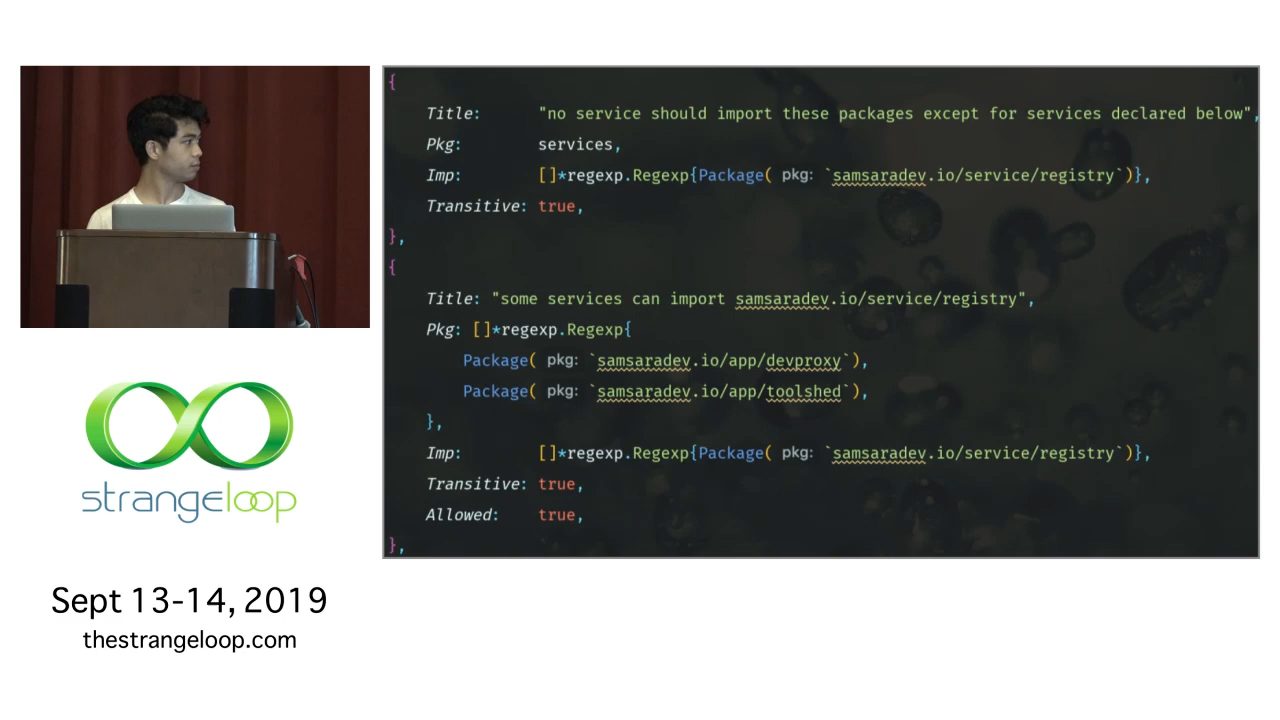 {
Title: "no service should import these packages except for services declared below",
Pkg: services,
Imp: []*regexp.Regexp{Package( pkg: `samsaradev.io/service/registry`)},
Transitive: true,
},
{
Title: "some services can import samsaradev.io/service/registry",
Pkg: []*regexp.Regexp{
Package( pkg: `samsaradev.io/app/devproxy`),
Package( pkg: `samsaradev.io/app/toolshed`),
},
Imp: []*regexp.Regexp{Package( pkg: `samsaradev.io/service/registry`)},
Transitive: true,
Allowed: true,
},
strangeloop
Sept 13-14, 2019
thestrangeloop.com